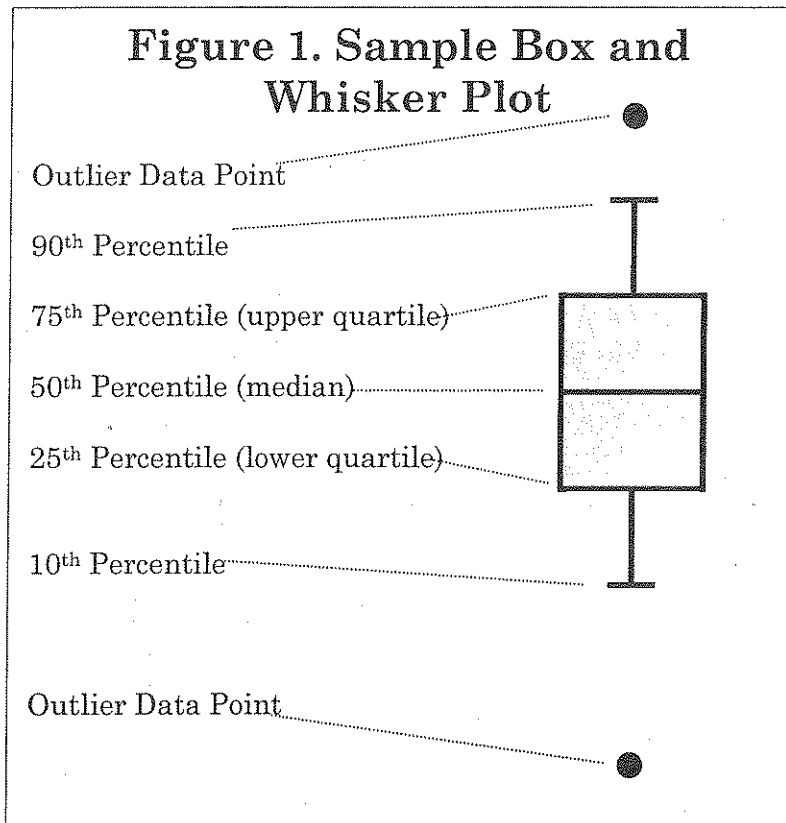 Figure 1. Sample Box and
Whisker Plot
Outlier Data Point
90th Percentile
75th Percentile (upper quartile)
50th Percentile (median)
25th Percentile (lower quartile)
10th Percentile
Outlier Data Point